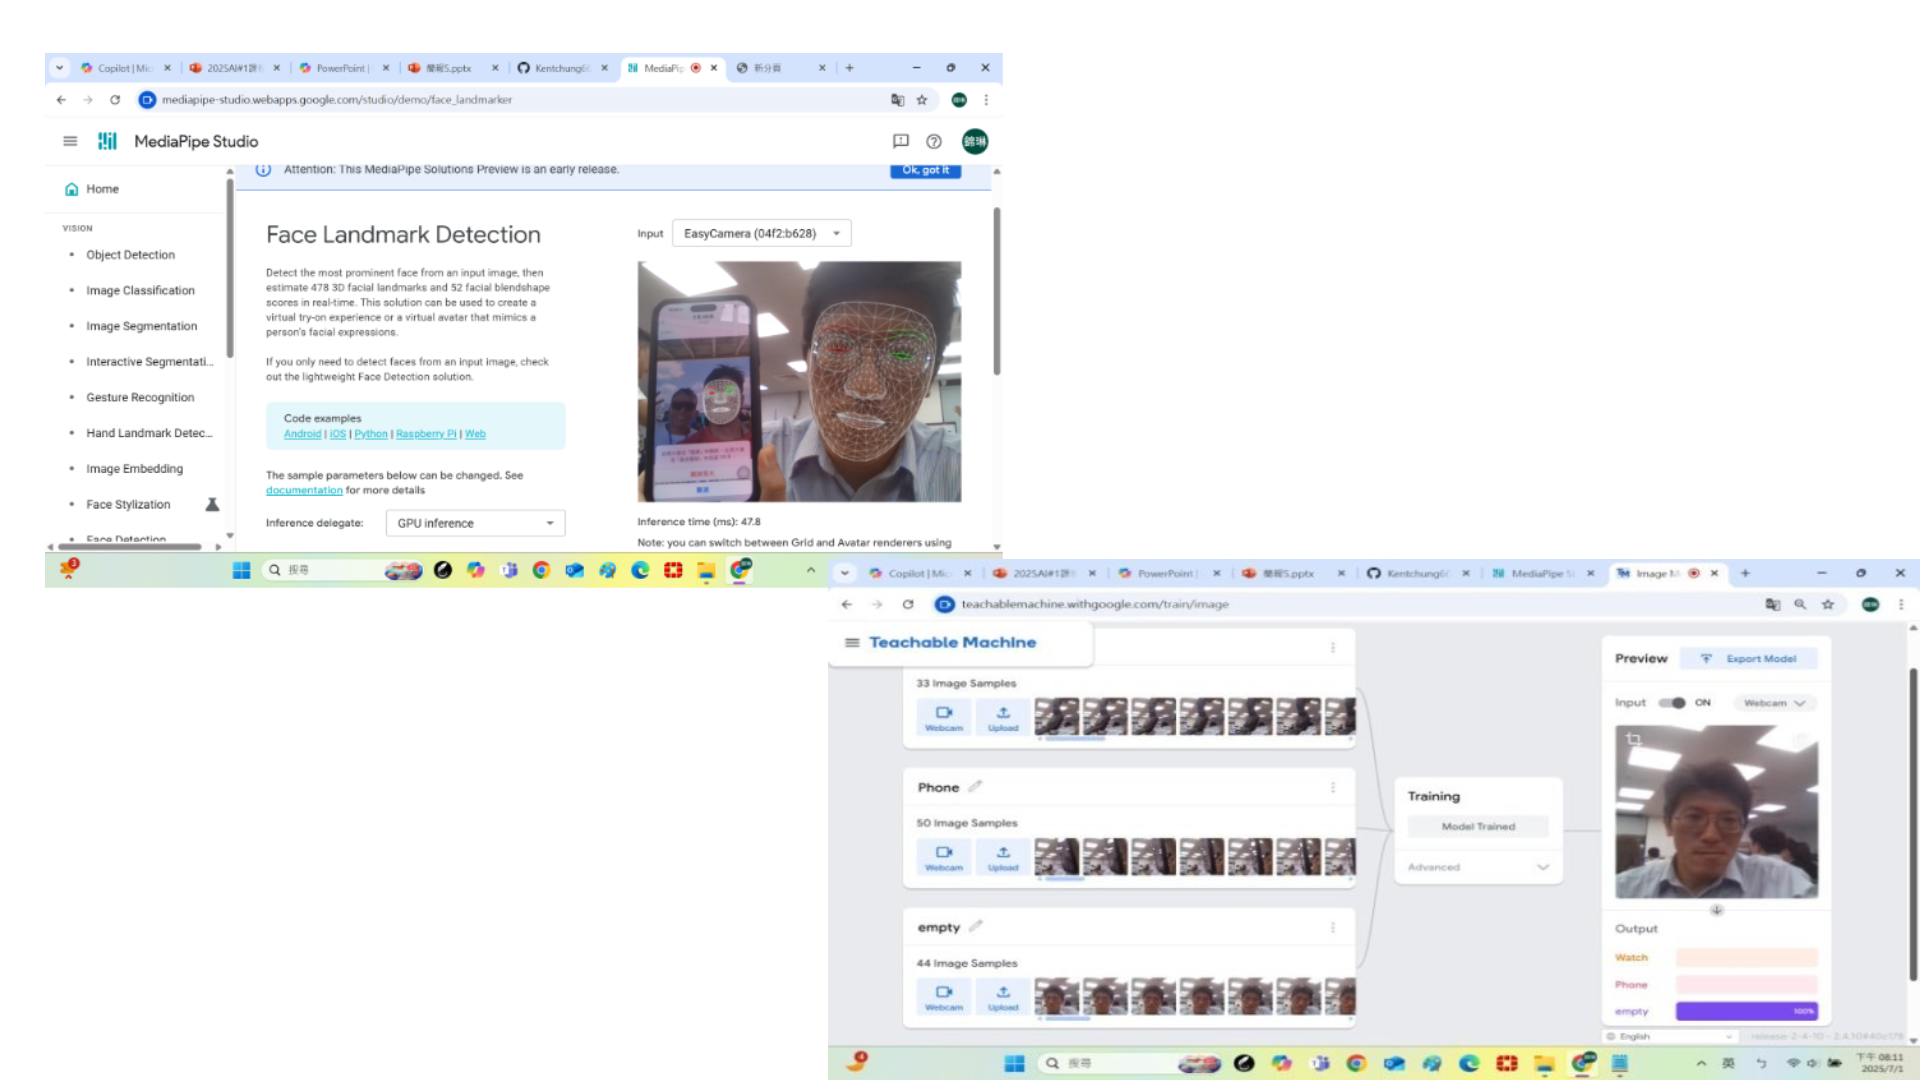 Copilot | Mic
2025AI#1課
PowerPoint |
簡報5.pptx
Kentchung6
MediaPip
新分頁
mediapipe-studio.webapps.google.com/studio/demo/face_landmarker
MediaPipe Studio
錦琳
Attention: This MediaPipe Solutions Preview is an early release.
Ok, got it
Home
VISION
Object Detection
Image Classification
Image Segmentation
Interactive Segmentati...
Gesture Recognition
Hand Landmark Detec...
Image Embedding
Face Stylization
Face Detection
Face Landmark Detection
Detect the most prominent face from an input image, then
estimate 478 3D facial landmarks and 52 facial blendshape
scores in real-time. This solution can be used to create a
virtual try-on experience or a virtual avatar that mimics a
person's facial expressions.
If you only need to detect faces from an input image, check
out the lightweight Face Detection solution.
Code examples
Android | iOS | Python | Raspberry Pi | Web
The sample parameters below can be changed. See
documentation for more details
Inference delegate:
GPU inference
Input
EasyCamera (04f2:b628)
Inference time (ms): 47.8
Note: you can switch between Grid and Avatar renderers using
3
搜尋
Copilot | Mic
2025AI#1課
PowerPoint |
簡報5.pptx
Kentchung6
MediaPipe S
Image M
teachablemachine.withgoogle.com/train/image
Teachable Machine
33 Image Samples
Webcam
Upload
Phone
50 Image Samples
Webcam
Upload
empty
44 Image Samples
Webcam
Upload
Training
Model Trained
Advanced
Preview
Export Model
Input
ON
Webcam
Output
Watch
Phone
empty
100%
English
4
搜尋
英
下午 08:11
2025/7/1